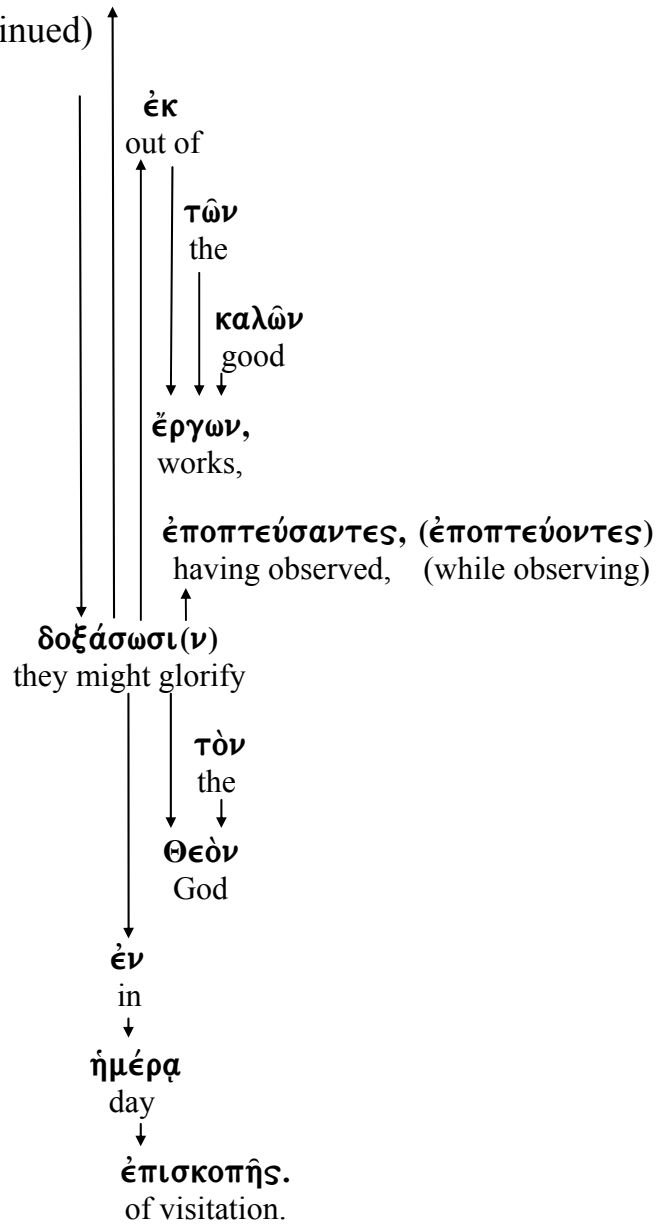 inued)
ἐκ
out of
τῶν
the
καλῶν
good
ἔργων,
works,
ἐποπτεύσαντες, (ἐποπτεύοντες)
having observed, (while observing)
δοξάσωσι(ν)
they might glorify
τὸν
the
Θεὸν
God
ἐν
in
ἡμέρᾳ
day
ἐπισκοπῆς.
of visitation.